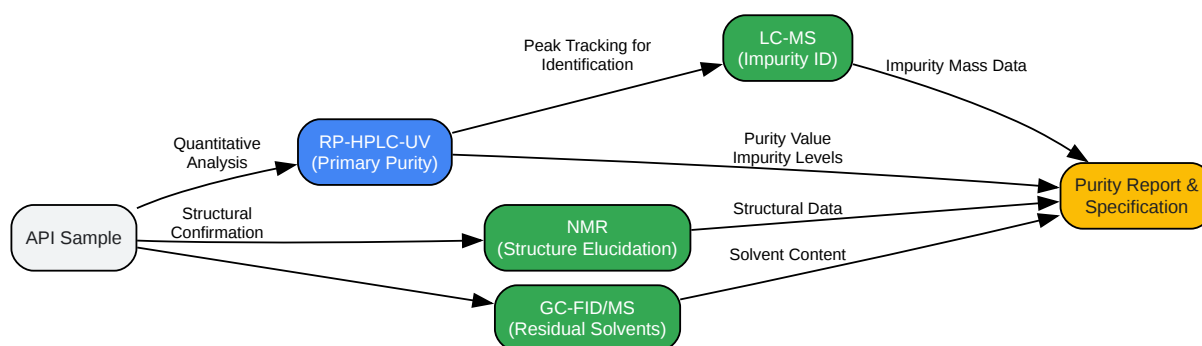 LC-MS
(Impurity ID)
Peak Tracking for
Identification
Impurity Mass Data
RP-HPLC-UV
(Primary Purity)
Quantitative
Analysis
Purity Value
Impurity Levels
Purity Report &
Specification
API Sample
Structural
Confirmation
NMR
(Structure Elucidation)
Structural Data
Solvent Content
GC-FID/MS
(Residual Solvents)